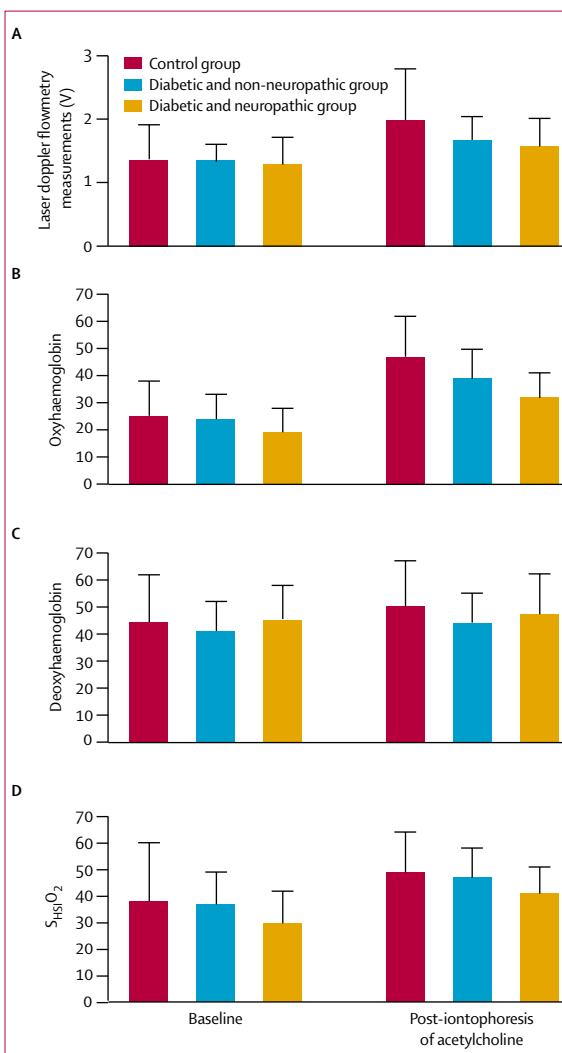 A
Laser doppler flowmetry
measurements (V)
3
2
1
0
Control group
Diabetic and non-neuropathic group
Diabetic and neuropathic group
B
Oxyhaemoglobin
70
60
50
40
30
20
10
0
C
Deoxyhaemoglobin
70
60
50
40
30
20
10
0
D
S_HSIO₂
70
60
50
40
30
20
10
0
Baseline
Post-iontophoresis
of acetylcholine